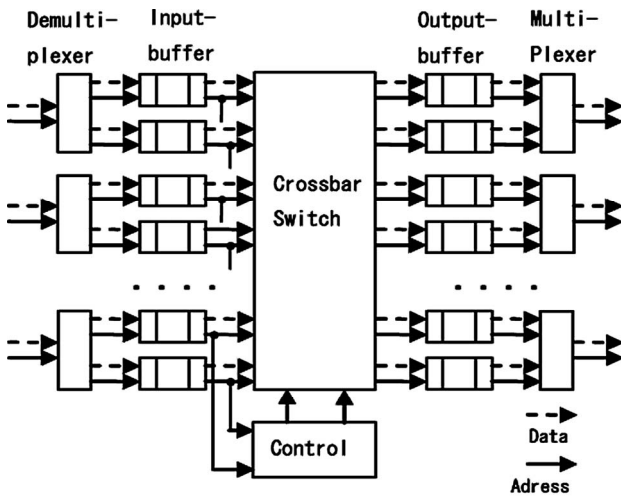 Demulti-
plexer
Input-
buffer
Output-
buffer
Multi-
Plexer
Crossbar
Switch
Control
Data
Adress